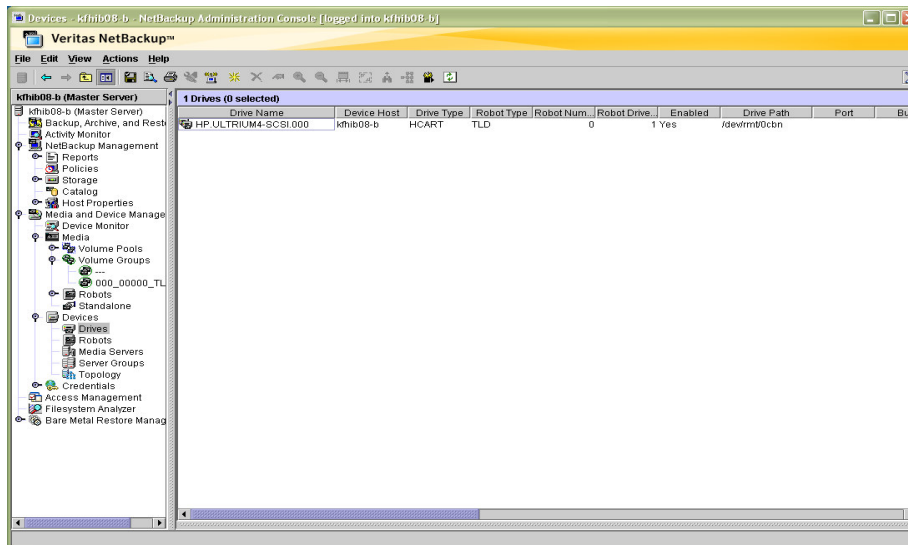 Devices - kfhib08-b - NetBackup Administration Console [logged into kfhib08-b]
Veritas NetBackup™
File Edit View Actions Help
kfhib08-b (Master Server)
1 Drives (0 selected)
kfhib08-b (Master Server)
Backup, Archive, and Rest
Activity Monitor
NetBackup Management
Reports
Policies
Storage
Catalog
Host Properties
Media and Device Manage
Device Monitor
Media
Volume Pools
Volume Groups
---
000_00000_TL
Robots
Standalone
Devices
Drives
Robots
Media Servers
Server Groups
Topology
Credentials
Access Management
Filesystem Analyzer
Bare Metal Restore Manag
Drive Name Device Host Drive Type Robot Type Robot Num... Robot Drive... Enabled Drive Path Port Bu
HP.ULTRIUM4-SCSI.000 kfhib08-b HCART TLD 0 1 Yes /dev/rmt/0cbn